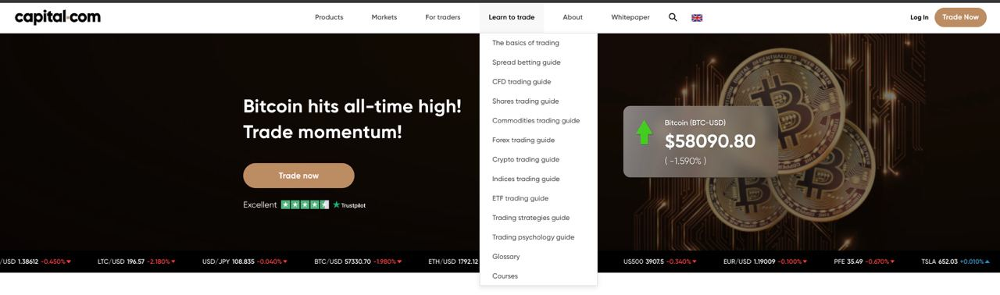 capital.com
Products
Markets
For traders
Learn to trade
About
Whitepaper
Log In
Trade Now
The basics of trading
Spread betting guide
CFD trading guide
Shares trading guide
Commodities trading guide
Forex trading guide
Crypto trading guide
Indices trading guide
ETF trading guide
Trading strategies guide
Trading psychology guide
Glossary
Courses
Bitcoin hits all-time high!
Trade momentum!
Trade now
Excellent
Trustpilot
Bitcoin (BTC-USD)
$58090.80
( -1.590% )
/USD 1.38612 -0.450%
LTC/USD 196.57 -2.180%
USD/JPY 108.835 -0.040%
BTC/USD 57330.70 -1.980%
ETH/USD 1792.12
US500 3907.5 -0.340%
EUR/USD 1.19009 -0.100%
PFE 35.49 -0.670%
TSLA 652.03 +0.010%